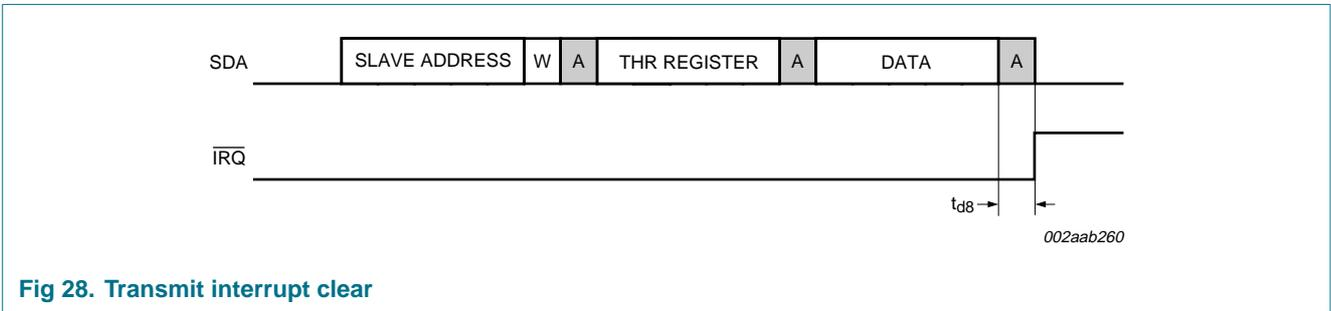 SDA
SLAVE ADDRESS W A THR REGISTER A DATA A
IRQ
td8
002aab260
Fig 28. Transmit interrupt clear